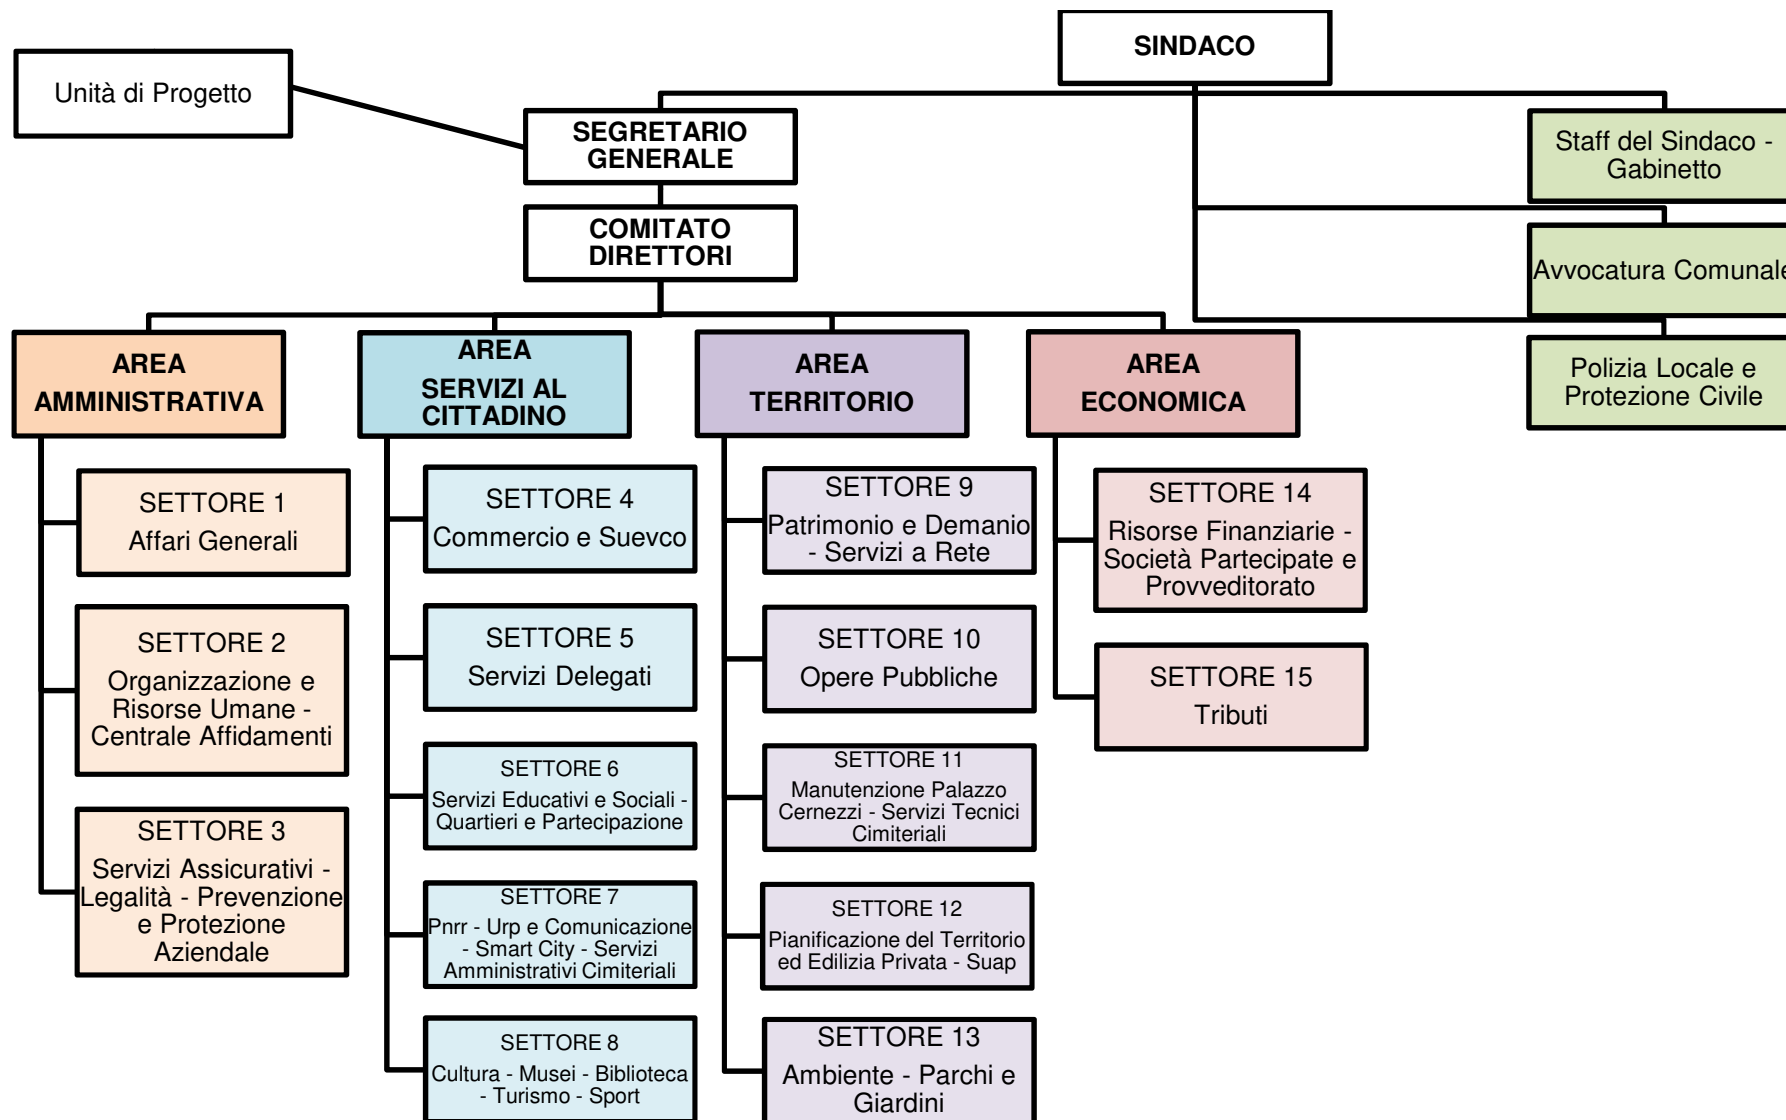 SINDACO
Unità di Progetto
SEGRETARIO
GENERALE
Staff del Sindaco -
Gabinetto
COMITATO
DIRETTORI
Avvocatura Comunale
AREA
AMMINISTRATIVA
AREA
SERVIZI AL
CITTADINO
AREA
TERRITORIO
AREA
ECONOMICA
Polizia Locale e
Protezione Civile
SETTORE 1
Affari Generali
SETTORE 2
Organizzazione e
Risorse Umane -
Centrale Affidamenti
SETTORE 3
Servizi Assicurativi -
Legalità - Prevenzione
e Protezione
Aziendale
SETTORE 4
Commercio e Suevco
SETTORE 5
Servizi Delegati
SETTORE 6
Servizi Educativi e Sociali -
Quartieri e Partecipazione
SETTORE 7
Pnrr - Urp e Comunicazione
- Smart City - Servizi
Amministrativi Cimiteriali
SETTORE 8
Cultura - Musei - Biblioteca
- Turismo - Sport
SETTORE 9
Patrimonio e Demanio
- Servizi a Rete
SETTORE 10
Opere Pubbliche
SETTORE 11
Manutenzione Palazzo
Cernezzi - Servizi Tecnici
Cimiteriali
SETTORE 12
Pianificazione del Territorio
ed Edilizia Privata - Suap
SETTORE 13
Ambiente - Parchi e
Giardini
SETTORE 14
Risorse Finanziarie -
Società Partecipate e
Provveditorato
SETTORE 15
Tributi